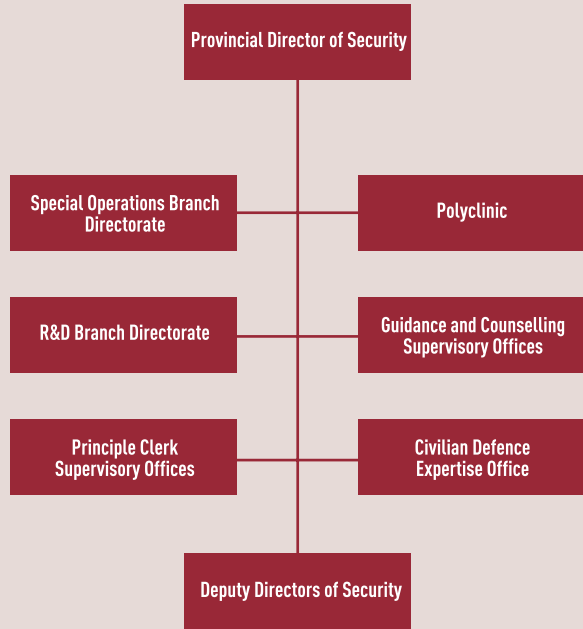 Provincial Director of Security
Special Operations Branch
Directorate
Polyclinic
R&D Branch Directorate
Guidance and Counselling
Supervisory Offices
Principle Clerk
Supervisory Offices
Civilian Defence
Expertise Office
Deputy Directors of Security